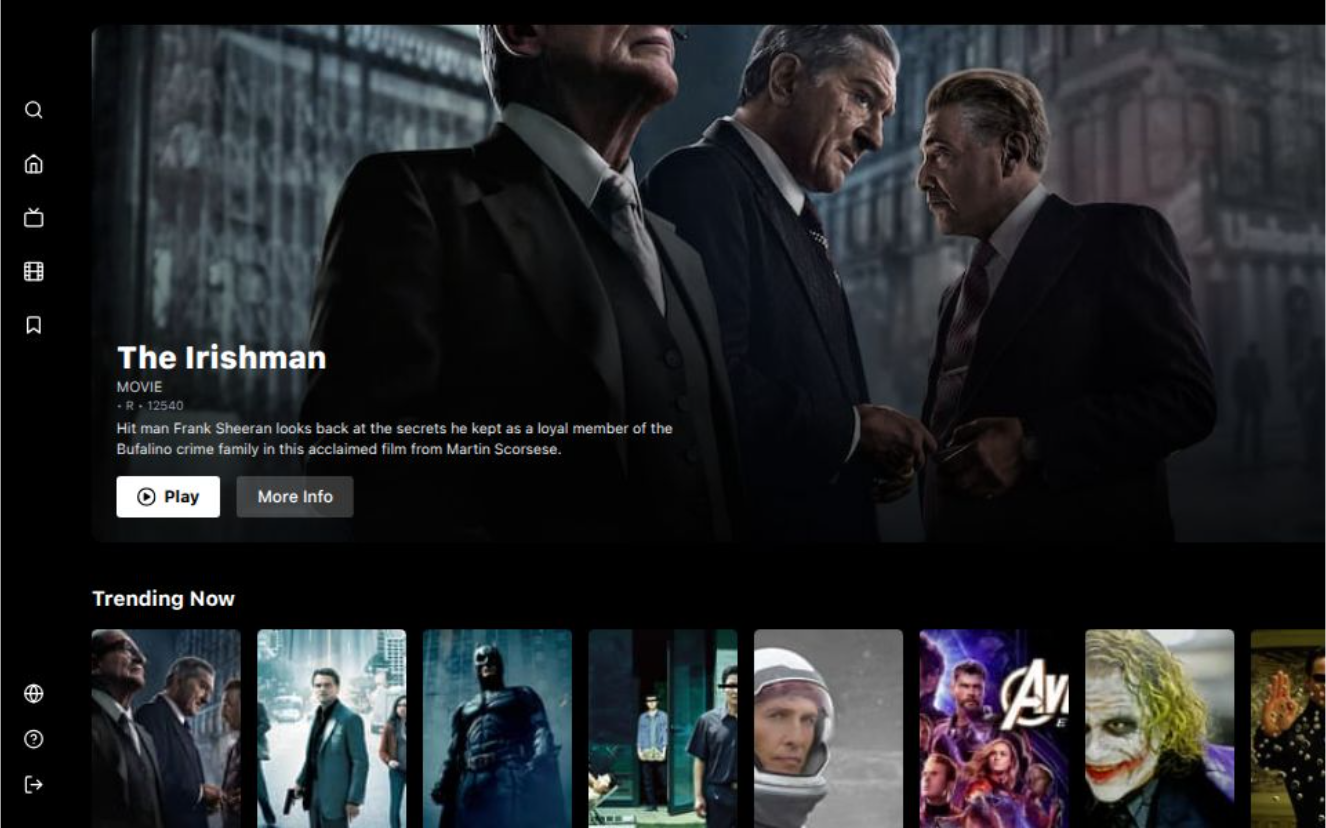 The Irishman
MOVIE
• R • 12540
Hit man Frank Sheeran looks back at the secrets he kept as a loyal member of the
Bufalino crime family in this acclaimed film from Martin Scorsese.
Play
More Info
Trending Now
AV
E